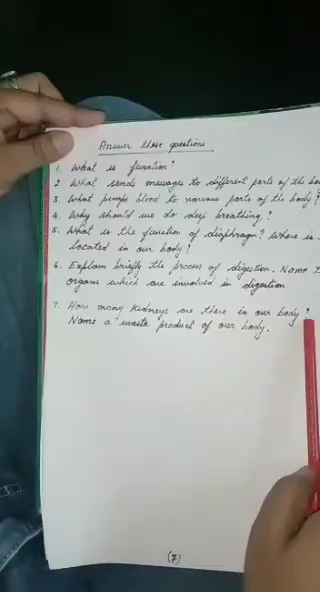 Answer these questions
1. What is function?
2. What sends messages to different parts of the
3. What pumps blood to various parts of the body?
4. Why should we do deep breathing?
5. What is the function of diaphragm? Where is
located in our body?
6. Explain briefly the process of digestion. Name
organs which are involved in digestion
7. How many kidneys are there in our body?
Name a waste product of our body.
(7)